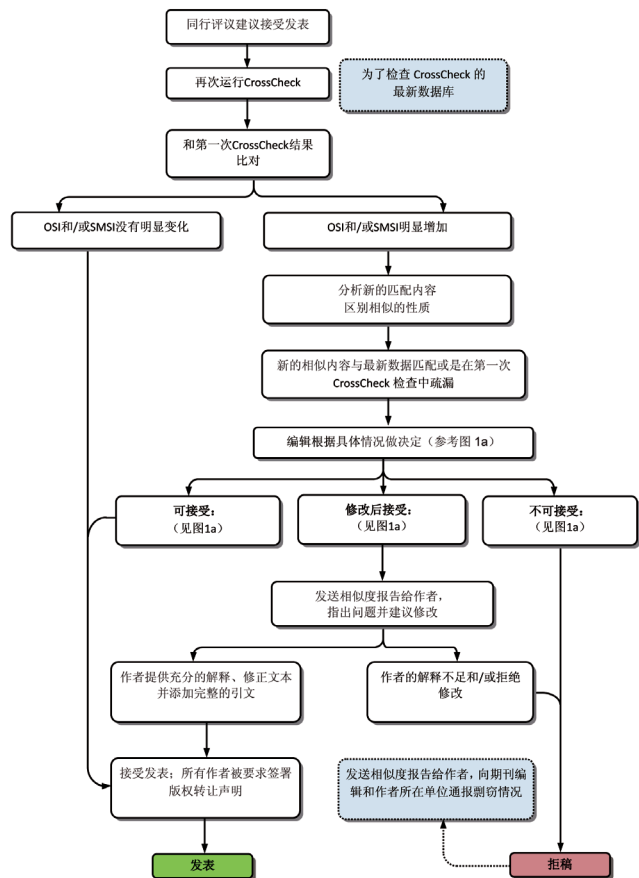 同行评议建议接受发表
再次运行CrossCheck
为了检查 CrossCheck 的
最新数据库
和第一次CrossCheck结果
比对
OSI和/或SMSI没有明显变化
OSI和/或SMSI明显增加
分析新的匹配内容
区别相似的性质
新的相似内容与最新数据匹配或是在第一次
CrossCheck 检查中疏漏
编辑根据具体情况做决定（参考图 1a）
可接受：
（见图1a）
修改后接受：
（见图1a）
不可接受：
（见图1a）
发送相似度报告给作者，
指出问题并建议修改
作者提供充分的解释、修正文本
并添加完整的引文
作者的解释不足和/或拒绝
修改
接受发表；所有作者被要求签署
版权转让声明
发送相似度报告给作者，向期刊编
辑和作者所在单位通报剽窃情况
发表
拒稿